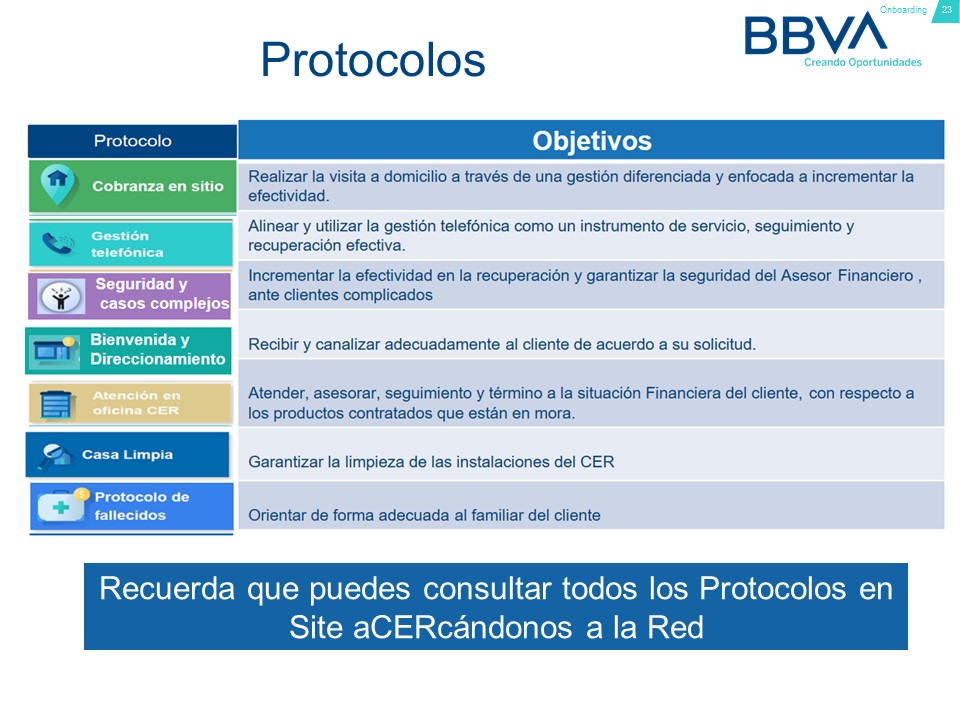 Onboarding 23
BBVA
Creando Oportunidades
Protocolos
Protocolo
Objetivos
Cobranza en sitio
Realizar la visita a domicilio a través de una gestión diferenciada y enfocada a incrementar la
efectividad.
Gestión
telefónica
Alinear y utilizar la gestión telefónica como un instrumento de servicio, seguimiento y
recuperación efectiva.
Seguridad y
casos complejos
Incrementar la efectividad en la recuperación y garantizar la seguridad del Asesor Financiero ,
ante clientes complicados
Bienvenida y
Direccionamiento
Recibir y canalizar adecuadamente al cliente de acuerdo a su solicitud.
Atención en
oficina CER
Atender, asesorar, seguimiento y término a la situación Financiera del cliente, con respecto a
los productos contratados que están en mora.
Casa Limpia
Garantizar la limpieza de las instalaciones del CER
Protocolo de
fallecidos
Orientar de forma adecuada al familiar del cliente
Recuerda que puedes consultar todos los Protocolos en
Site aCERcándonos a la Red